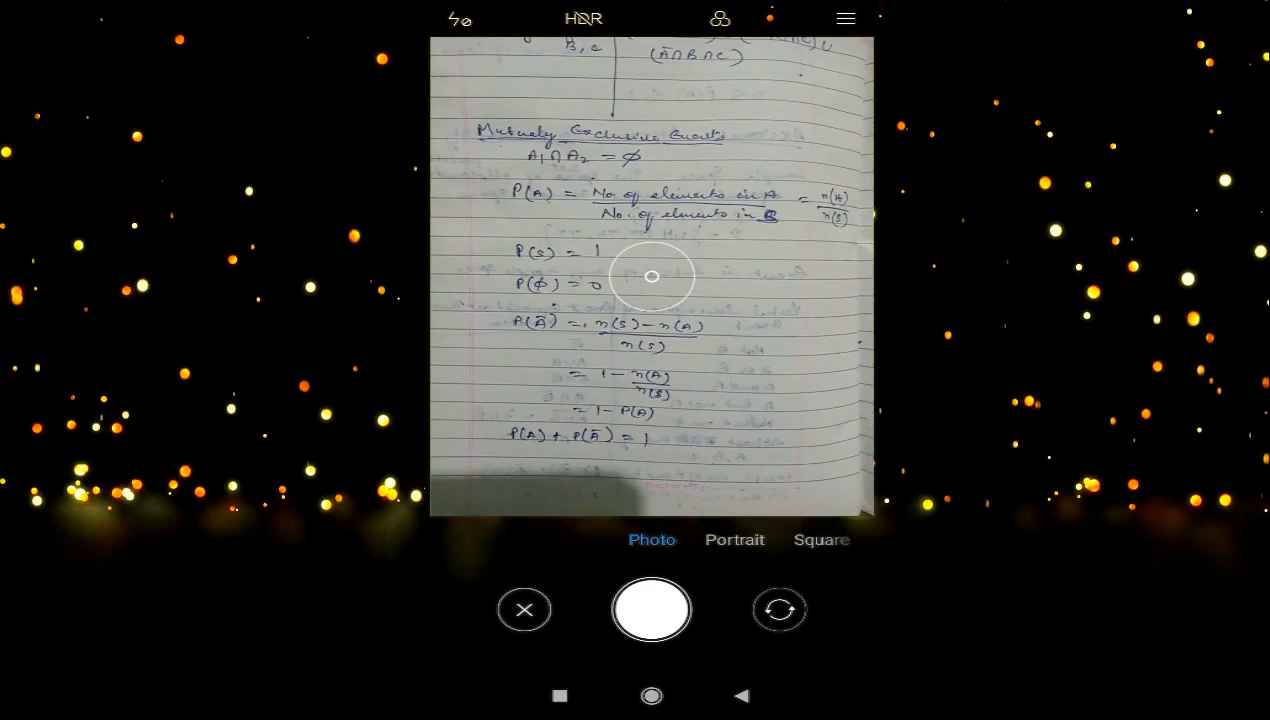 HDR
B, C
(A̅∩B∩C)
Mutually Exclusive Events
A₁∩A₂ = ϕ
P(A) = No. of elements in A / No. of elements in S = n(A)/n(S)
P(S) = 1
P(ϕ) = 0
P(A̅) = n(S) - n(A) / n(S)
= 1 - n(A)/n(S)
= 1 - P(A)
P(A) + P(A̅) = 1
Photo Portrait Square